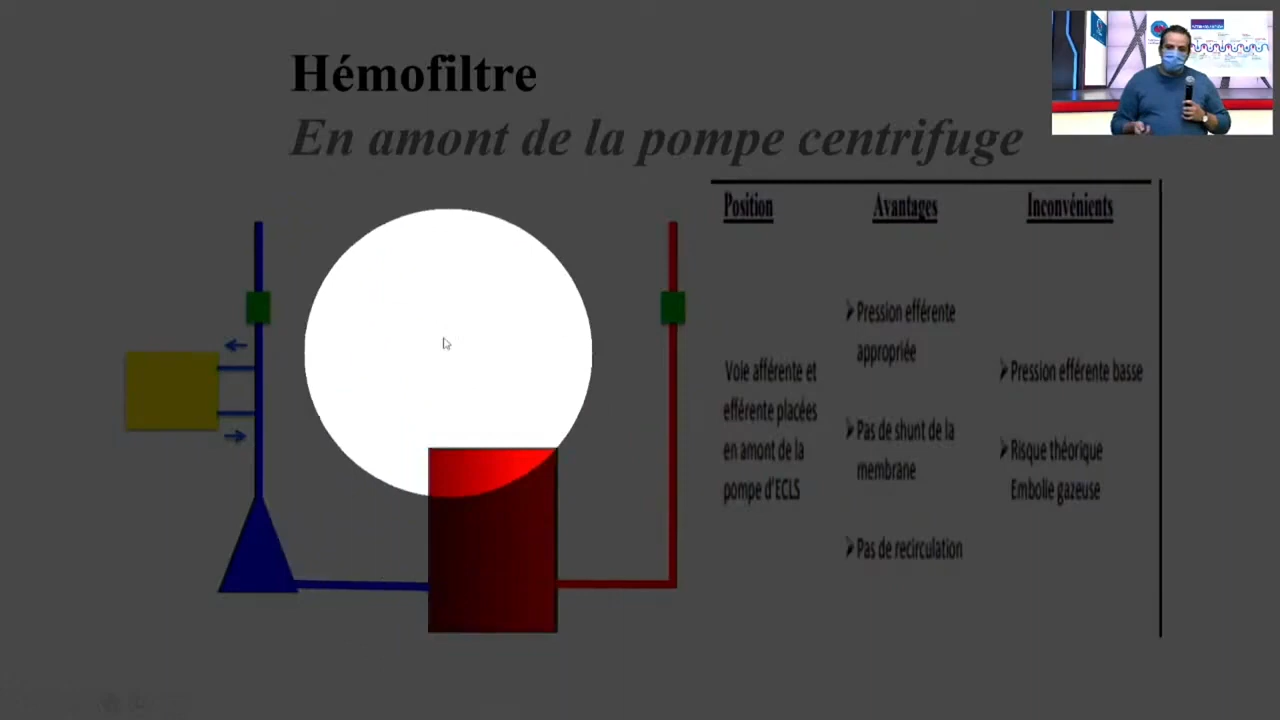 Hémofiltre
En amont de la pompe centrifuge
Position
Avantages
Inconvénients
Voie afférente et
efférente placées
en amont de la
pompe d'ECLS
Pression efférente
appropriée
Pas de shunt de la
membrane
Pas de recirculation
Pression efférente basse
Risque théorique
Embolie gazeuse